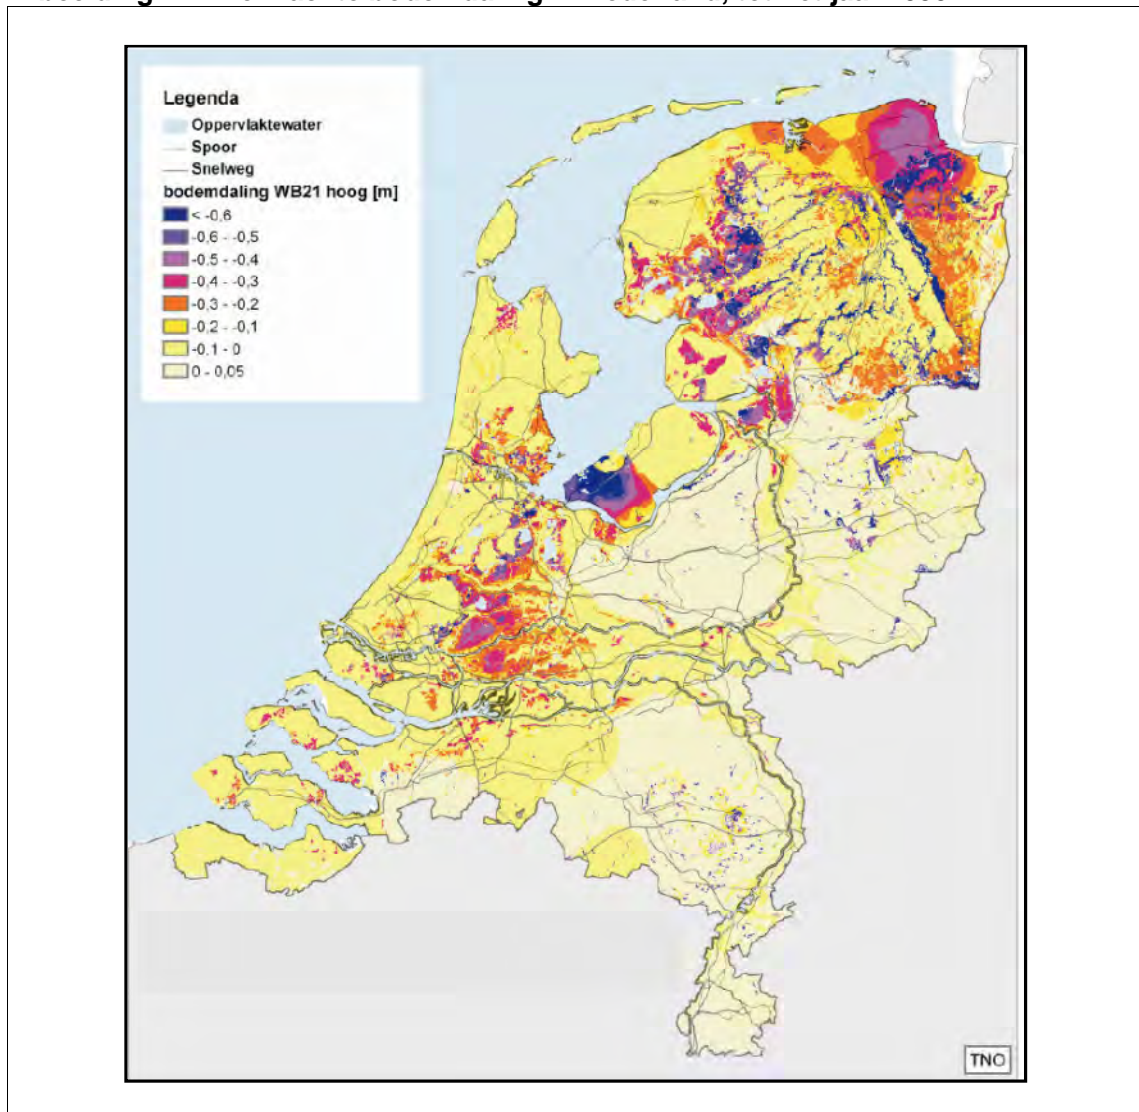 Legenda
Oppervlaktewater
Spoor
Snelweg
bodemdaling WB21 hoog [m]
< -0,6
-0,6 - -0,5
-0,5 - -0,4
-0,4 - -0,3
-0,3 - -0,2
-0,2 - -0,1
-0,1 - 0
0 - 0,05
TNO